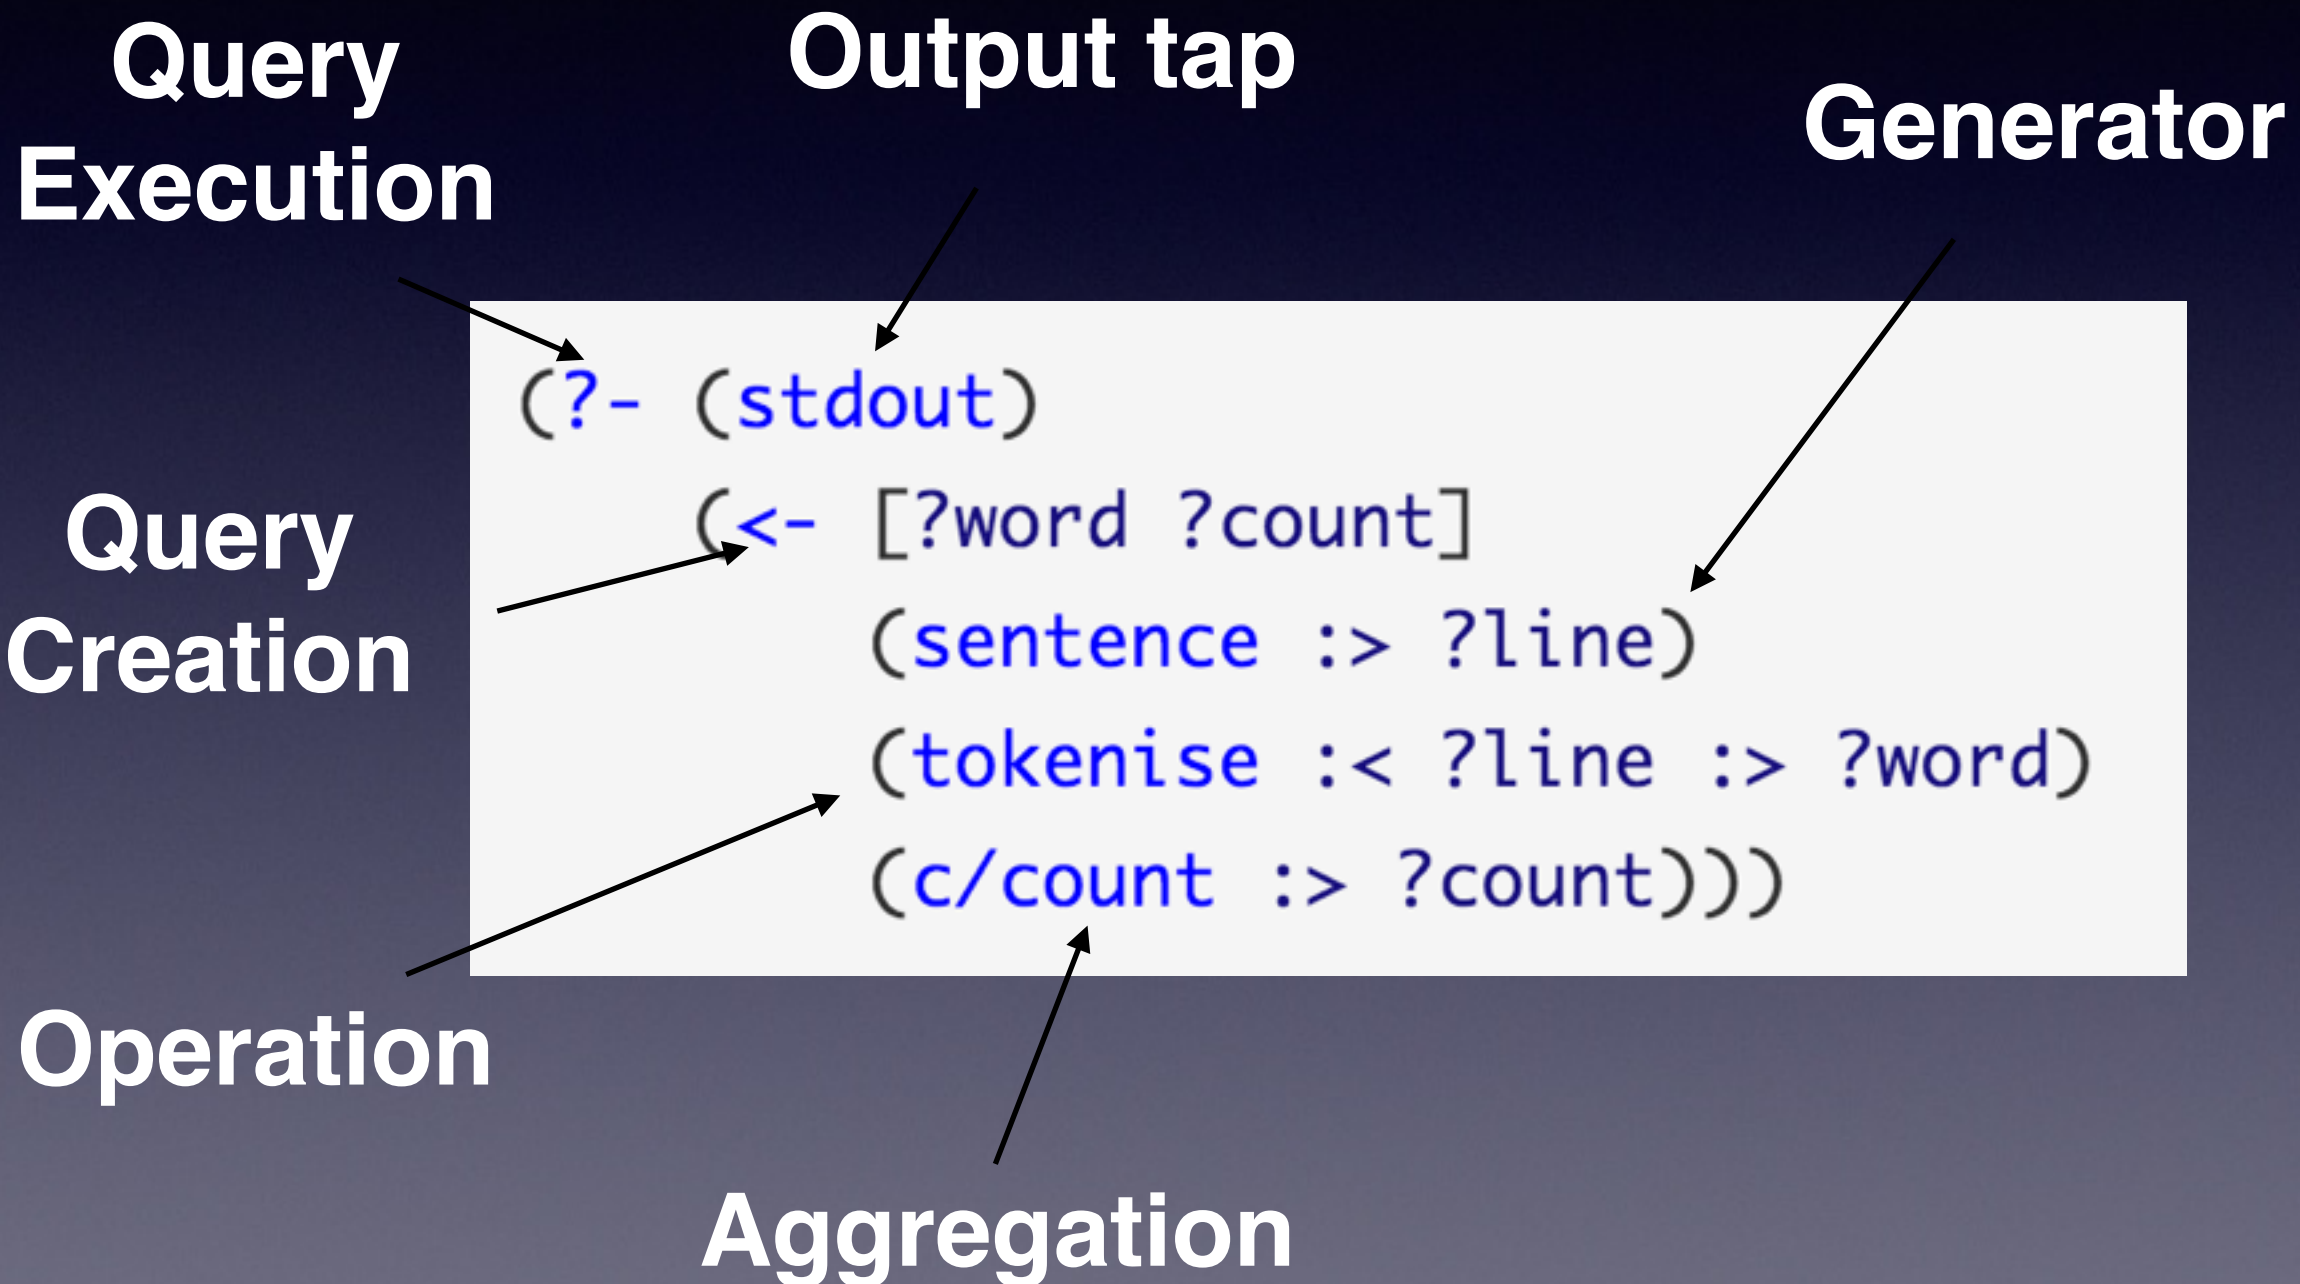 Query
Execution
Output tap
Generator
(?- (stdout)
(<- [?word ?count]
(sentence :> ?line)
(tokenise :< ?line :> ?word)
(c/count :> ?count)))
Query
Creation
Operation
Aggregation